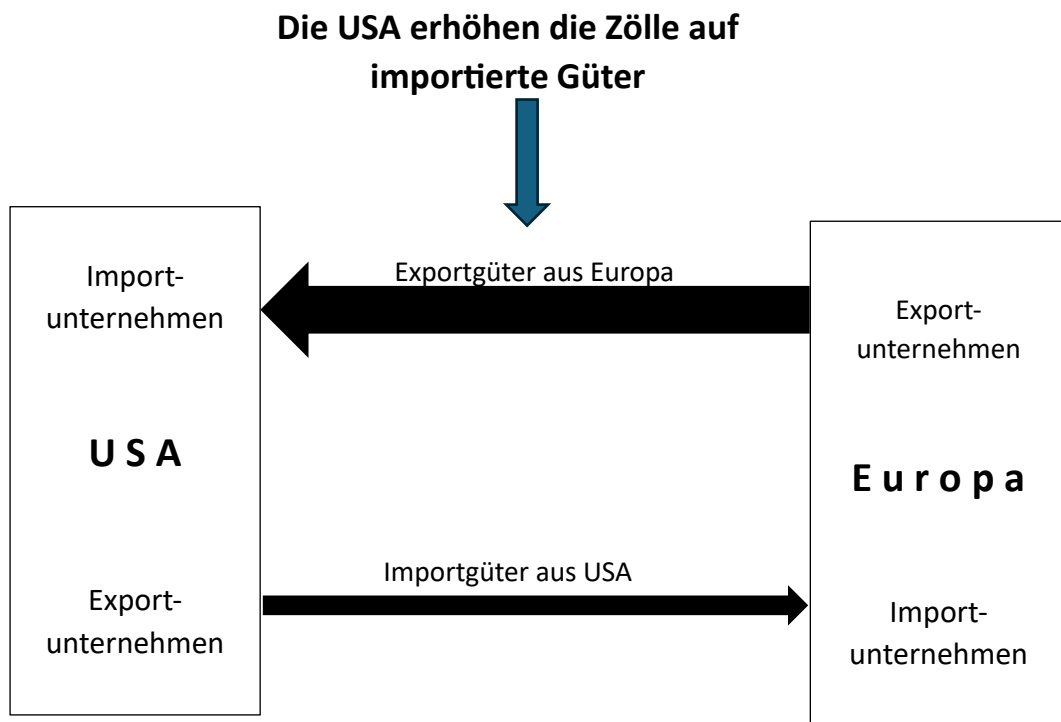 Die USA erhöhen die Zölle auf
importierte Güter
Import-
unternehmen
Exportgüter aus Europa
Export-
unternehmen
U S A
E u r o p a
Importgüter aus USA
Export-
unternehmen
Import-
unternehmen